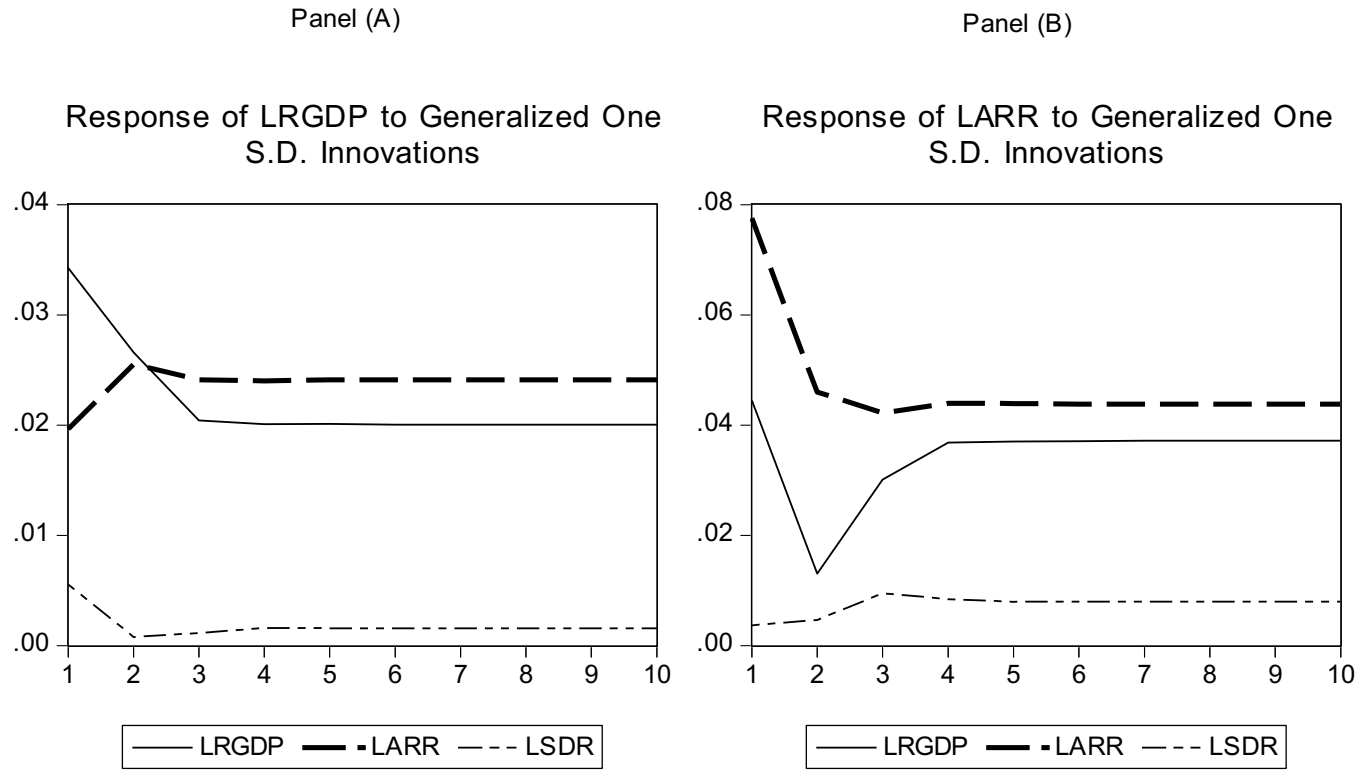 Panel (A)
Response of LRGDP to Generalized One
S.D. Innovations
.04
.03
.02
.01
.00
1 2 3 4 5 6 7 8 9 10
LRGDP LARR LSDR
Panel (B)
Response of LARR to Generalized One
S.D. Innovations
.08
.06
.04
.02
.00
1 2 3 4 5 6 7 8 9 10
LRGDP LARR LSDR